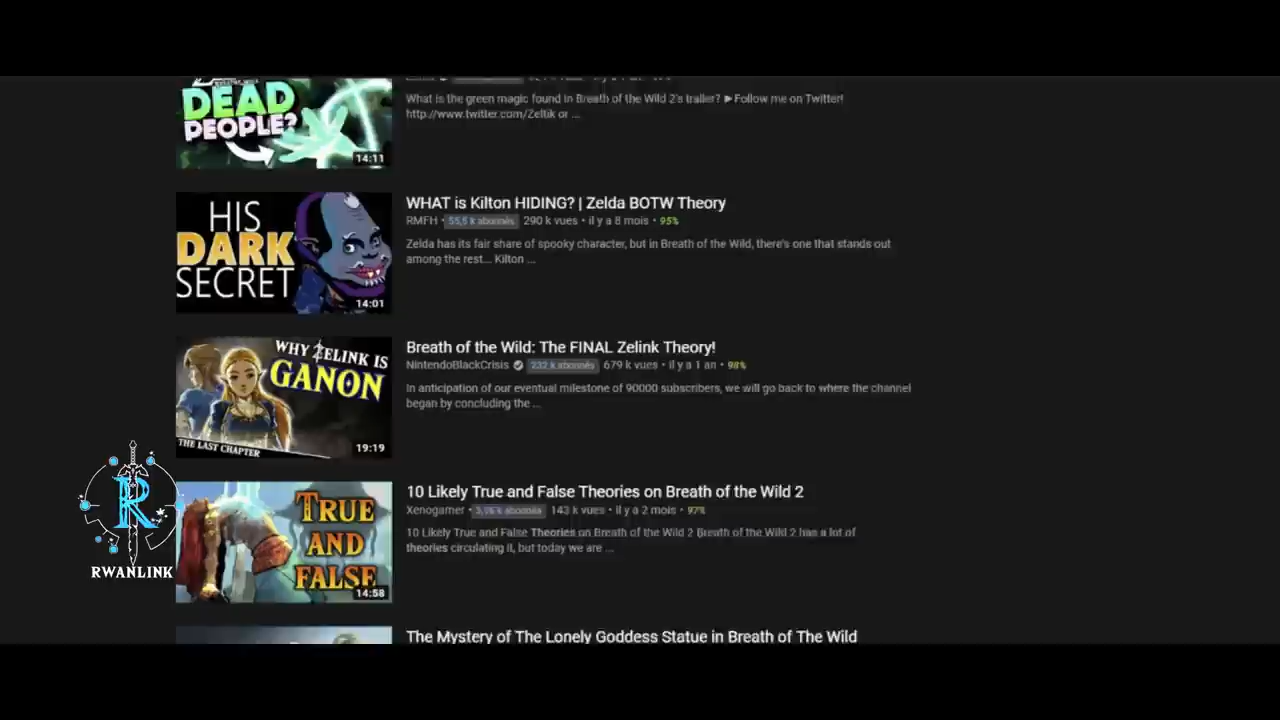 DEAD
PEOPLE?
14:11
What is the green magic found in Breath of the Wild 2's trailer? ►Follow me on Twitter!
http://www.twitter.com/Zeltik or ...
HIS
DARK
SECRET
14:01
WHAT is Kilton HIDING? | Zelda BOTW Theory
RMFH • 55,5 k abonnés 290 k vues • il y a 8 mois • 95%
Zelda has its fair share of spooky character, but in Breath of the Wild, there's one that stands out
among the rest... Kilton ...
WHY ZELINK IS
GANON
THE LAST CHAPTER
19:19
Breath of the Wild: The FINAL Zelink Theory!
NintendoBlackCrisis 232 k abonnés 679 k vues • il y a 1 an • 98%
In anticipation of our eventual milestone of 90000 subscribers, we will go back to where the channel
began by concluding the ...
R
RWANLINK
TRUE
AND
FALSE
14:58
10 Likely True and False Theories on Breath of the Wild 2
Xenogamer • abonnés 143 k vues • il y a 2 mois • 97%
10 Likely True and False Theories on Breath of the Wild 2 Breath of the Wild 2 has a lot of
theories circulating it, but today we are ...
The Mystery of The Lonely Goddess Statue in Breath of The Wild